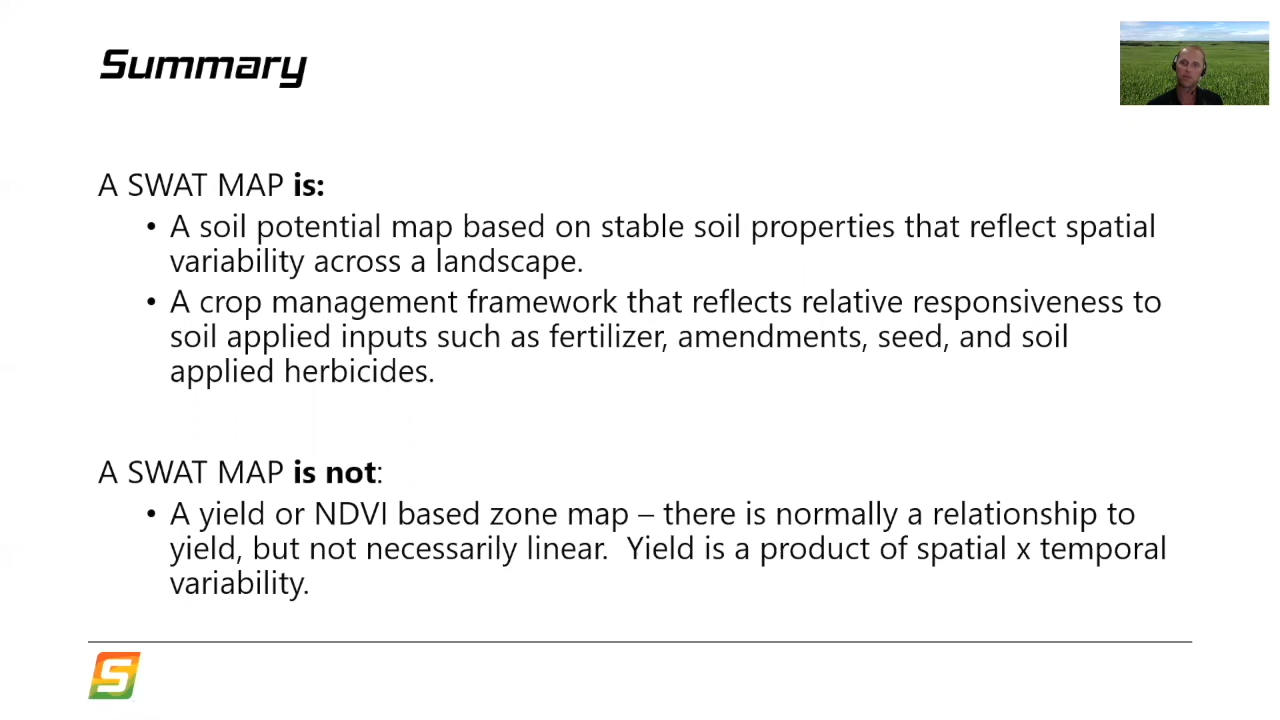 Summary
A SWAT MAP is:
• A soil potential map based on stable soil properties that reflect spatial
variability across a landscape.
• A crop management framework that reflects relative responsiveness to
soil applied inputs such as fertilizer, amendments, seed, and soil
applied herbicides.
A SWAT MAP is not:
• A yield or NDVI based zone map – there is normally a relationship to
yield, but not necessarily linear.  Yield is a product of spatial x temporal
variability.
S